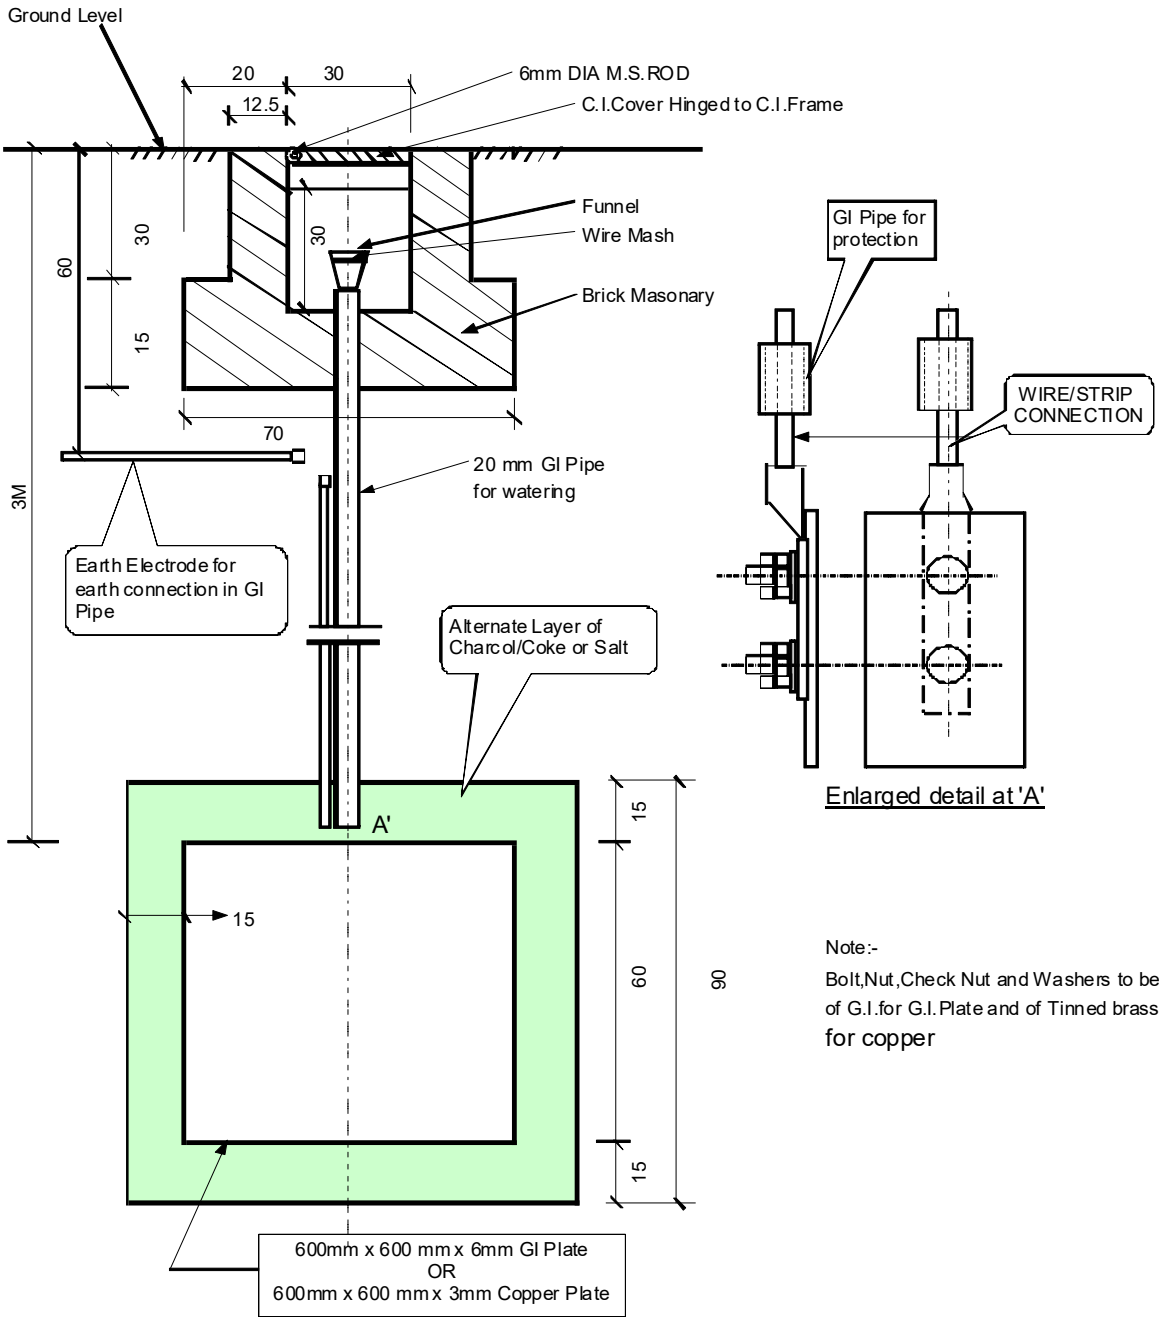 Ground Level
20
30
6mm DIA M.S.ROD
12.5
C.I.Cover Hinged to C.I.Frame
Funnel
Wire Mash
30
30
60
Brick Masonary
15
70
20 mm GI Pipe
for watering
3M
Earth Electrode for
earth connection in GI
Pipe
Alternate Layer of
Charcol/Coke or Salt
A'
15
15
60
90
15
600mm x 600 mm x 6mm GI Plate
OR
600mm x 600 mm x 3mm Copper Plate
GI Pipe for
protection
WIRE/STRIP
CONNECTION
Enlarged detail at 'A'
Note:-
Bolt,Nut,Check Nut and Washers to be
of G.I.for G.I.Plate and of Tinned brass
for copper